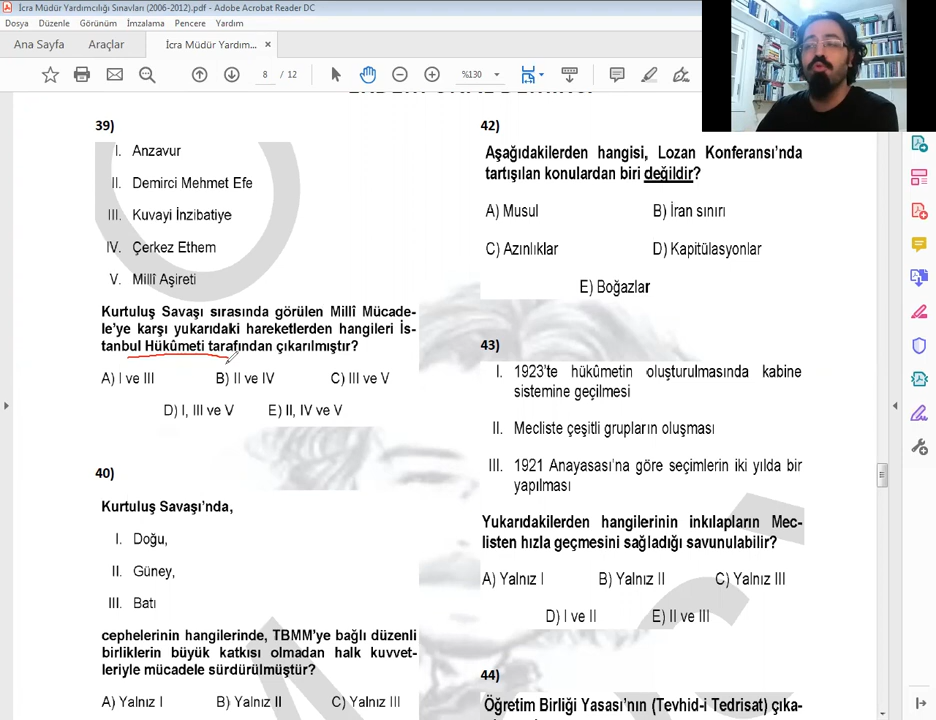 İcra Müdür Yardımcılığı Sınavları (2006-2012).pdf - Adobe Acrobat Reader DC
Dosya Düzenle Görünüm İmzalama Pencere Yardım
Ana Sayfa Araçlar İcra Müdür Yardım... ×
8 / 12 %130
39)
I. Anzavur
II. Demirci Mehmet Efe
III. Kuvayi İnzibatiye
IV. Çerkez Ethem
V. Millî Aşireti
Kurtuluş Savaşı sırasında görülen Millî Mücade-
le'ye karşı yukarıdaki hareketlerden hangileri İs-
tanbul Hükûmeti tarafından çıkarılmıştır?
A) I ve III B) II ve IV C) III ve V
D) I, III ve V E) II, IV ve V
40)
Kurtuluş Savaşı'nda,
I. Doğu,
II. Güney,
III. Batı
cephelerinin hangilerinde, TBMM'ye bağlı düzenli
birliklerin büyük katkısı olmadan halk kuvvet-
leriyle mücadele sürdürülmüştür?
A) Yalnız I B) Yalnız II C) Yalnız III
42)
Aşağıdakilerden hangisi, Lozan Konferansı'nda
tartışılan konulardan biri değildir?
A) Musul B) İran sınırı
C) Azınlıklar D) Kapitülasyonlar
E) Boğazlar
43)
I. 1923'te hükûmetin oluşturulmasında kabine
sistemine geçilmesi
II. Mecliste çeşitli grupların oluşması
III. 1921 Anayasası'na göre seçimlerin iki yılda bir
yapılması
Yukarıdakilerden hangilerinin inkılapların Mec-
listen hızla geçmesini sağladığı savunulabilir?
A) Yalnız I B) Yalnız II C) Yalnız III
D) I ve II E) II ve III
44)
Öğretim Birliği Yasası'nın (Tevhid-i Tedrisat) çıka-